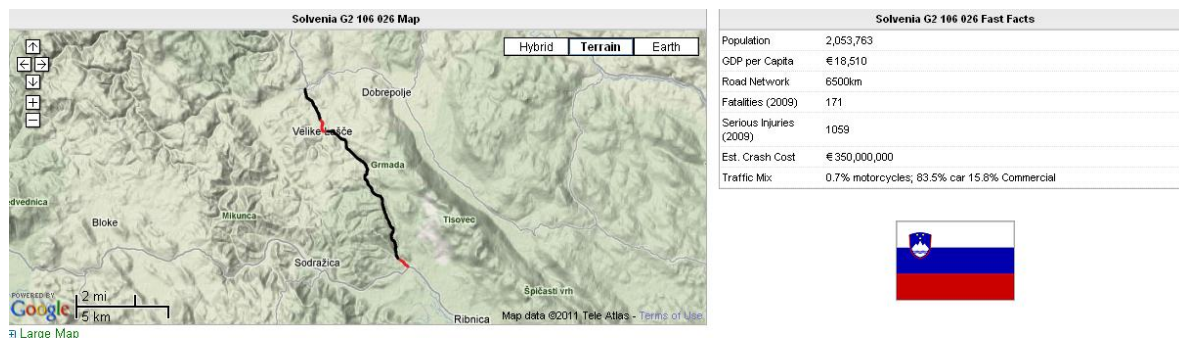 Solvenia G2 106 026 Map
Hybrid
Terrain
Earth
Dobrepolje
Velike Lašče
Grmada
Mikunca
Bloke
Tisovec
Sodražica
Špičasti vrh
Ribnica
POWERED BY
Google
2 mi
5 km
Map data ©2011 Tele Atlas - Terms of Use
Large Map
Solvenia G2 106 026 Fast Facts
Population 2,053,763
GDP per Capita €18,510
Road Network 6500km
Fatalities (2009) 171
Serious Injuries
(2009) 1059
Est. Crash Cost €350,000,000
Traffic Mix 0.7% motorcycles; 83.5% car 15.8% Commercial